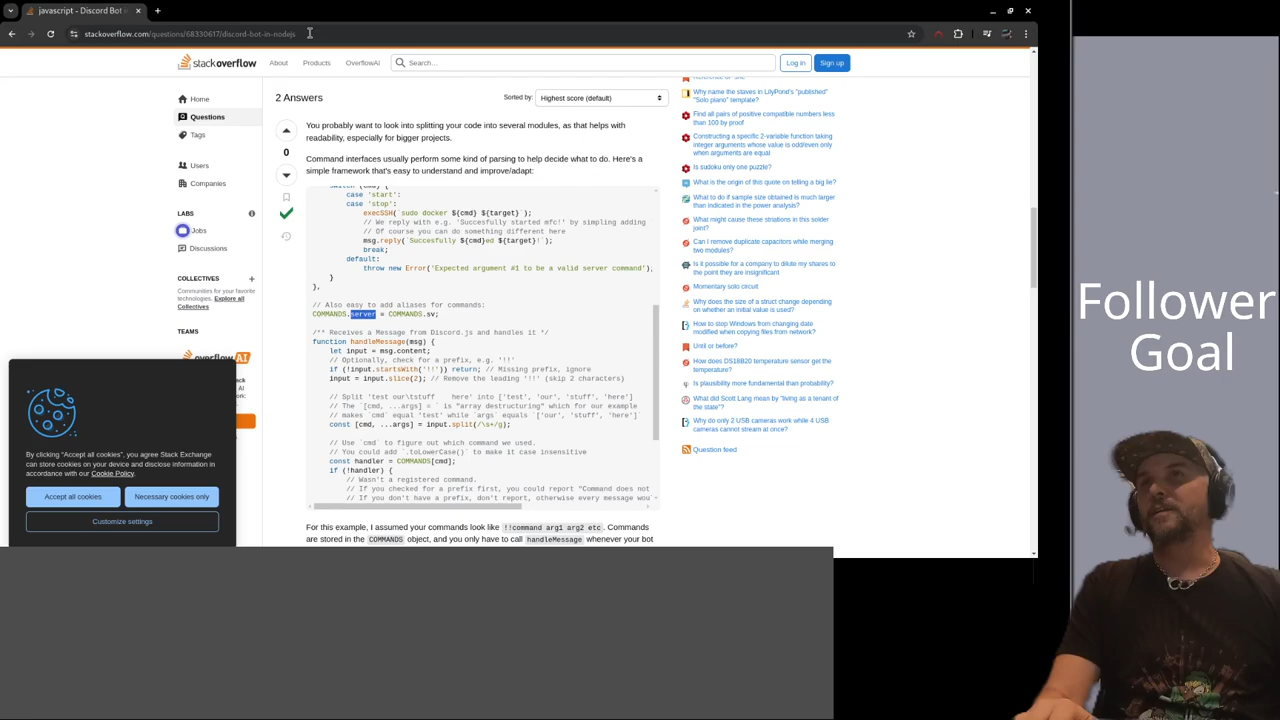 javascript - Discord Bot
stackoverflow.com/questions/68330617/discord-bot-in-nodejs
stackoverflow
About
Products
OverflowAI
Search…
Log in
Sign up
Home
Questions
Tags
Users
Companies
LABS
Jobs
Discussions
COLLECTIVES
Communities for your favorite
technologies. Explore all
Collectives
TEAMS
2 Answers
Sorted by:
Highest score (default)
0
You probably want to look into splitting your code into several modules, as that helps with
readability, especially for bigger projects.
Command interfaces usually perform some kind of parsing to help decide what to do. Here's a
simple framework that's easy to understand and improve/adapt:
switch (cmd) {
case 'start':
case 'stop':
execSSH(`sudo docker ${cmd} ${target}`
// We reply with e.g. 'Succesfully started mfc!' by simpling adding
// Of course you can do something different here
msg.reply(`Succesfully ${cmd}ed ${target}!`);
break;
default:
throw new Error('Expected argument #1 to be a valid server command'),
}
},
// Also easy to add aliases for commands:
COMMANDS.server = COMMANDS.sv;
/** Receives a Message from Discord.js and handles it */
function handleMessage(msg) {
let input = msg.content;
// Optionally, check for a prefix, e.g. '!!'
if (!input.startsWith('!!')) return; // Missing prefix, ignore
input = input.slice(2); // Remove the leading '!!' (skip 2 characters)
// Split 'test our\tstuff    here' into ['test', 'our', 'stuff', 'here']
// The `[cmd, ...args] = ` is "array destructuring" which for our example
// makes `cmd` equal 'test' while `args` equals ['our', 'stuff', 'here']
const [cmd, ...args] = input.split(/\s+/g);
// Use `cmd` to figure out which command we used.
// You could add `.toLowerCase()` to make it case insensitive
const handler = COMMANDS[cmd];
if (!handler) {
// Wasn't a registered command.
// If you checked for a prefix first, you could report "Command does not
// If you don't have a prefix, don't report, otherwise every message wou
For this example, I assumed your commands look like !!command arg1 arg2 etc. Commands
are stored in the COMMANDS object, and you only have to call handleMessage whenever your bot
Why name the staves in LilyPond's "published"
"Solo piano" template?
Find all pairs of positive compatible numbers less
than 100 by proof
Constructing a specific 2-variable function taking
integer arguments whose value is odd/even only
when arguments are equal
Is sudoku only one puzzle?
What is the origin of this quote on telling a big lie?
What to do if sample size obtained is much larger
than indicated in the power analysis?
What might cause these striations in this solder
joint?
Can I remove duplicate capacitors while merging
two modules?
Is it possible for a company to dilute my shares to
the point they are insignificant
Momentary solo circuit
Why does the size of a struct change depending
on whether an initial value is used?
How to stop Windows from changing date
modified when copying files from network?
Until or before?
How does DS18B20 temperature sensor get the
temperature?
Is plausibility more fundamental than probability?
What did Scott Lang mean by "living as a tenant of
the state"?
Why do only 2 USB cameras work while 4 USB
cameras cannot stream at once?
Question feed
By clicking "Accept all cookies", you agree Stack Exchange
can store cookies on your device and disclose information in
accordance with our Cookie Policy.
Accept all cookies
Necessary cookies only
Customize settings
Follower
Goal